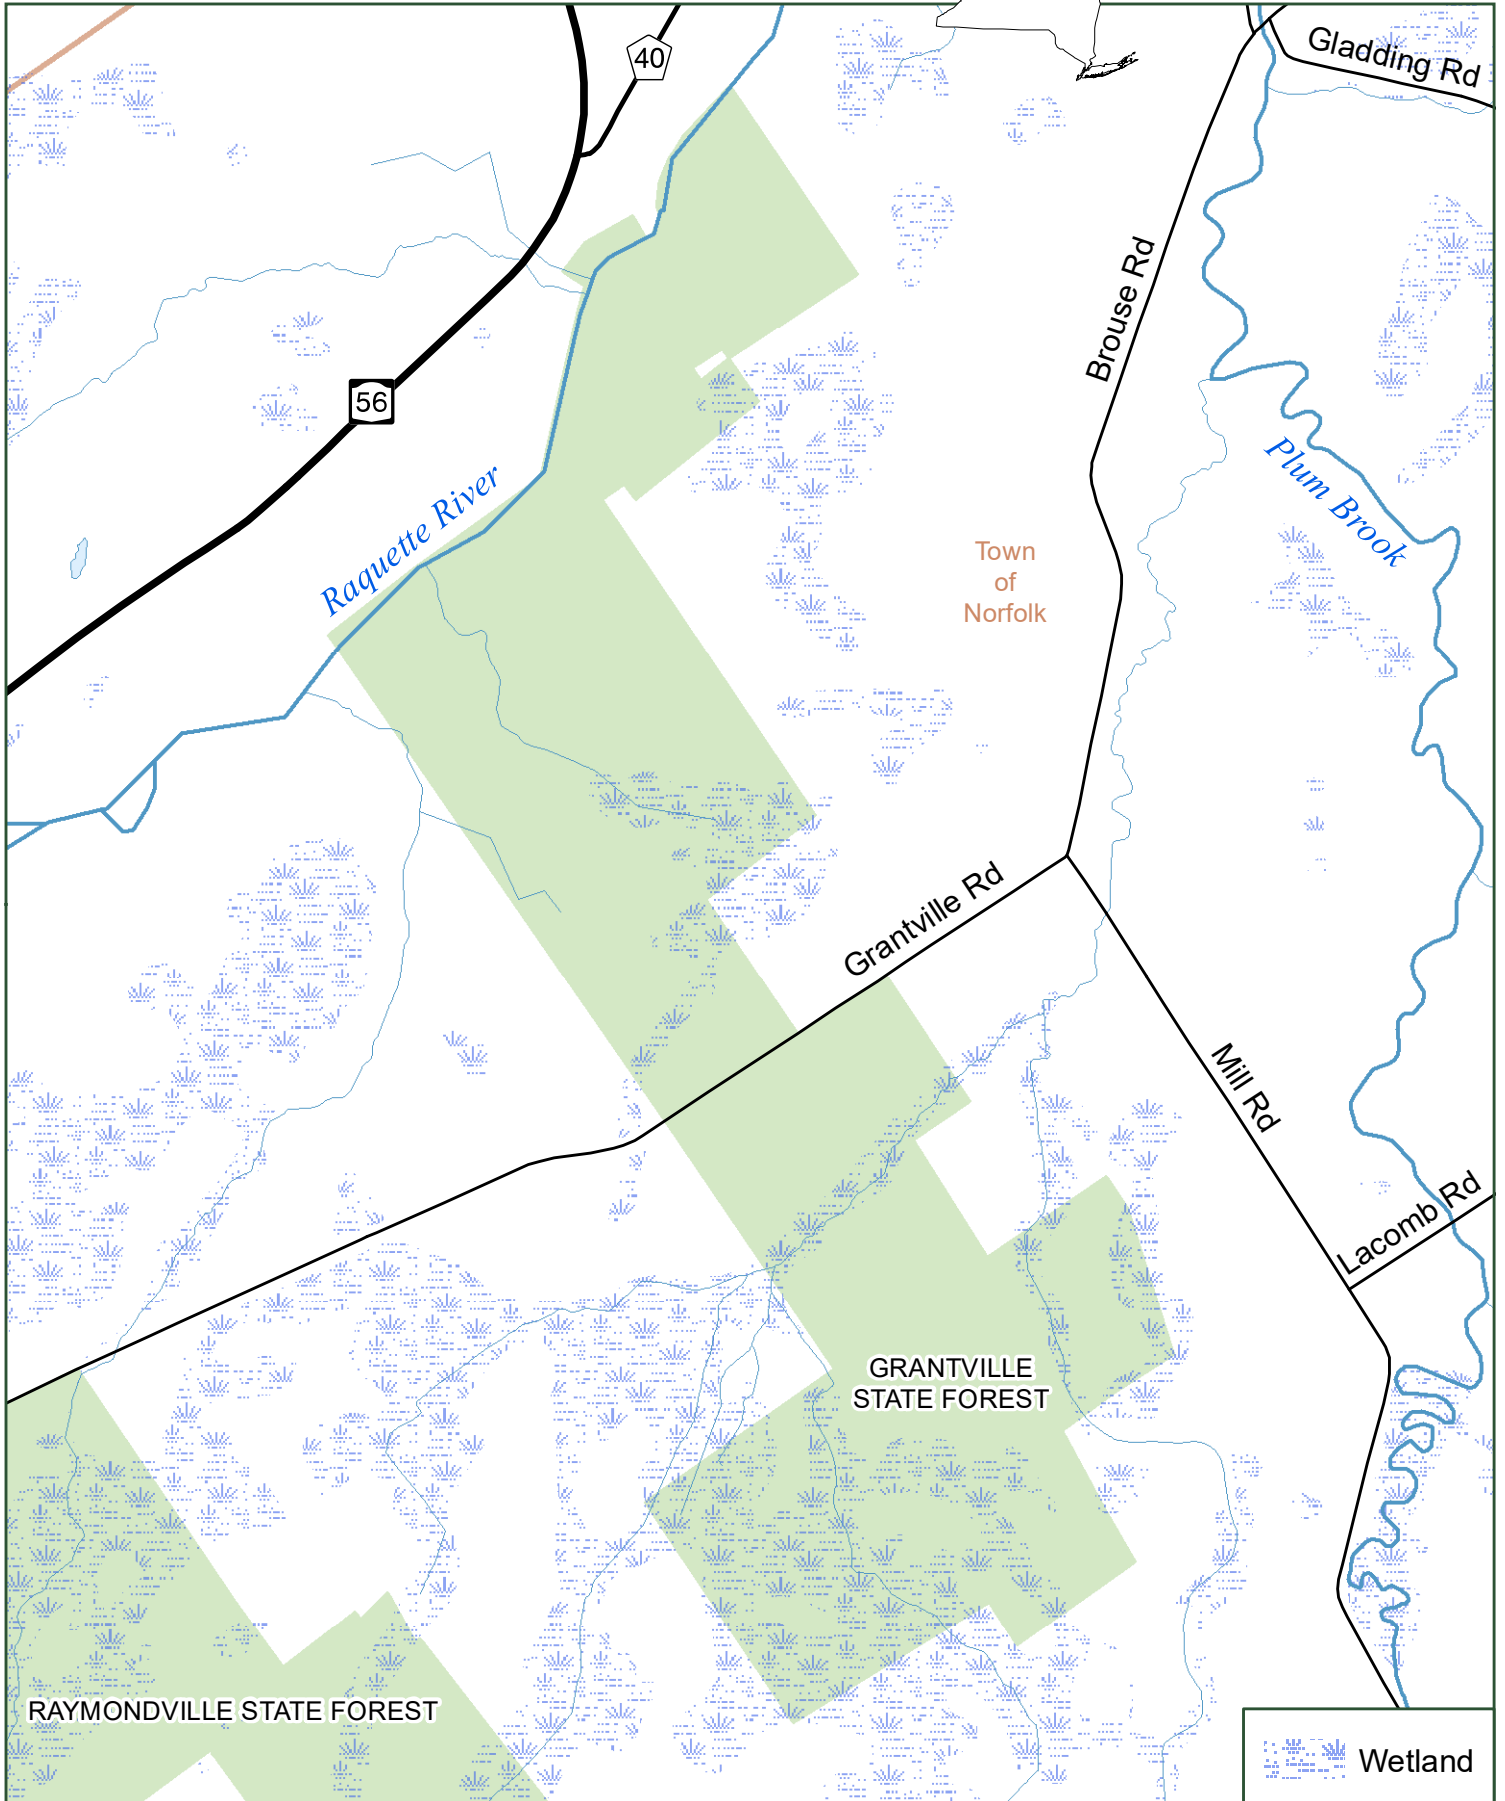 40
Gladding Rd
Brouse Rd
56
Raquette River
Plum Brook
Town
of
Norfolk
Grantville Rd
Mill Rd
Lacomb Rd
GRANTVILLE
STATE FOREST
RAYMONDVILLE STATE FOREST
Wetland